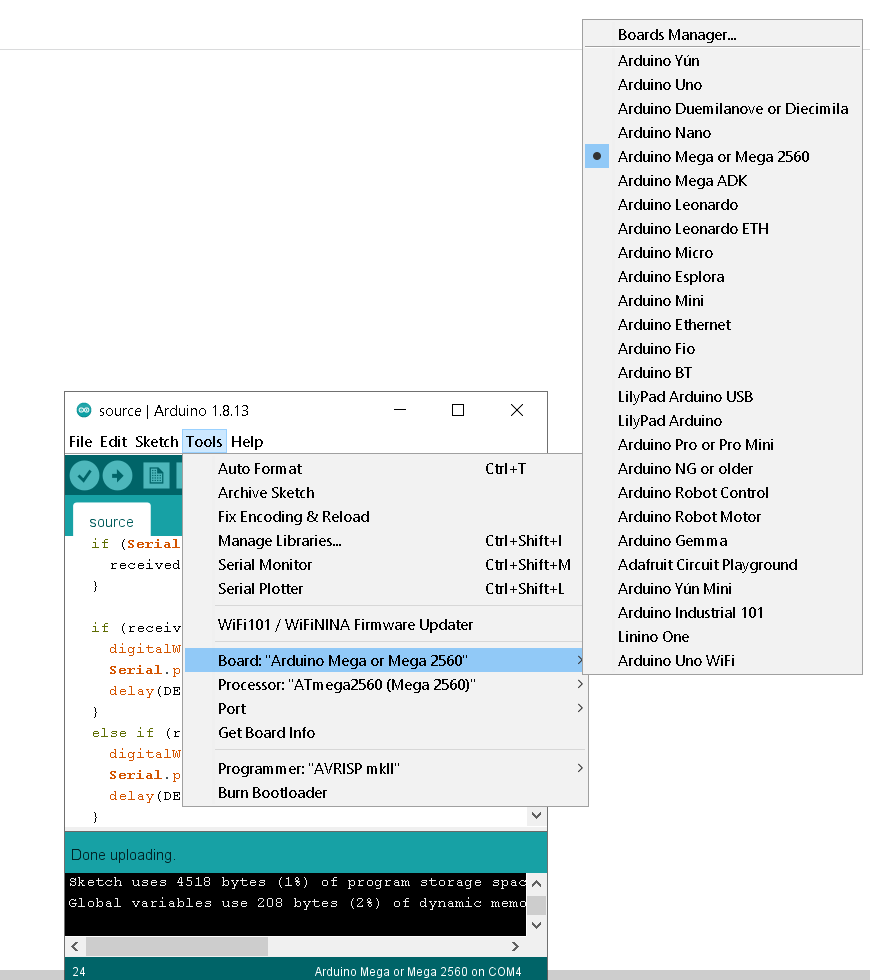 Boards Manager...
Arduino Yún
Arduino Uno
Arduino Duemilanove or Diecimila
Arduino Nano
Arduino Mega or Mega 2560
Arduino Mega ADK
Arduino Leonardo
Arduino Leonardo ETH
Arduino Micro
Arduino Esplora
Arduino Mini
Arduino Ethernet
Arduino Fio
Arduino BT
LilyPad Arduino USB
LilyPad Arduino
Arduino Pro or Pro Mini
Arduino NG or older
Arduino Robot Control
Arduino Robot Motor
Arduino Gemma
Adafruit Circuit Playground
Arduino Yún Mini
Arduino Industrial 101
Linino One
Arduino Uno WiFi
source | Arduino 1.8.13
File Edit Sketch Tools Help
Auto Format Ctrl+T
Archive Sketch
Fix Encoding & Reload
Manage Libraries... Ctrl+Shift+I
Serial Monitor Ctrl+Shift+M
Serial Plotter Ctrl+Shift+L
WiFi101 / WiFiNINA Firmware Updater
Board: "Arduino Mega or Mega 2560"
Processor: "ATmega2560 (Mega 2560)"
Port
Get Board Info
Programmer: "AVRISP mkII"
Burn Bootloader
source
if (Serial
received
}
if (receiv
digitalW
Serial.p
delay(DE
}
else if (r
digitalW
Serial.p
delay(DE
}
Done uploading.
Sketch uses 4518 bytes (1%) of program storage spac
Global variables use 208 bytes (2%) of dynamic memo
24 Arduino Mega or Mega 2560 on COM4